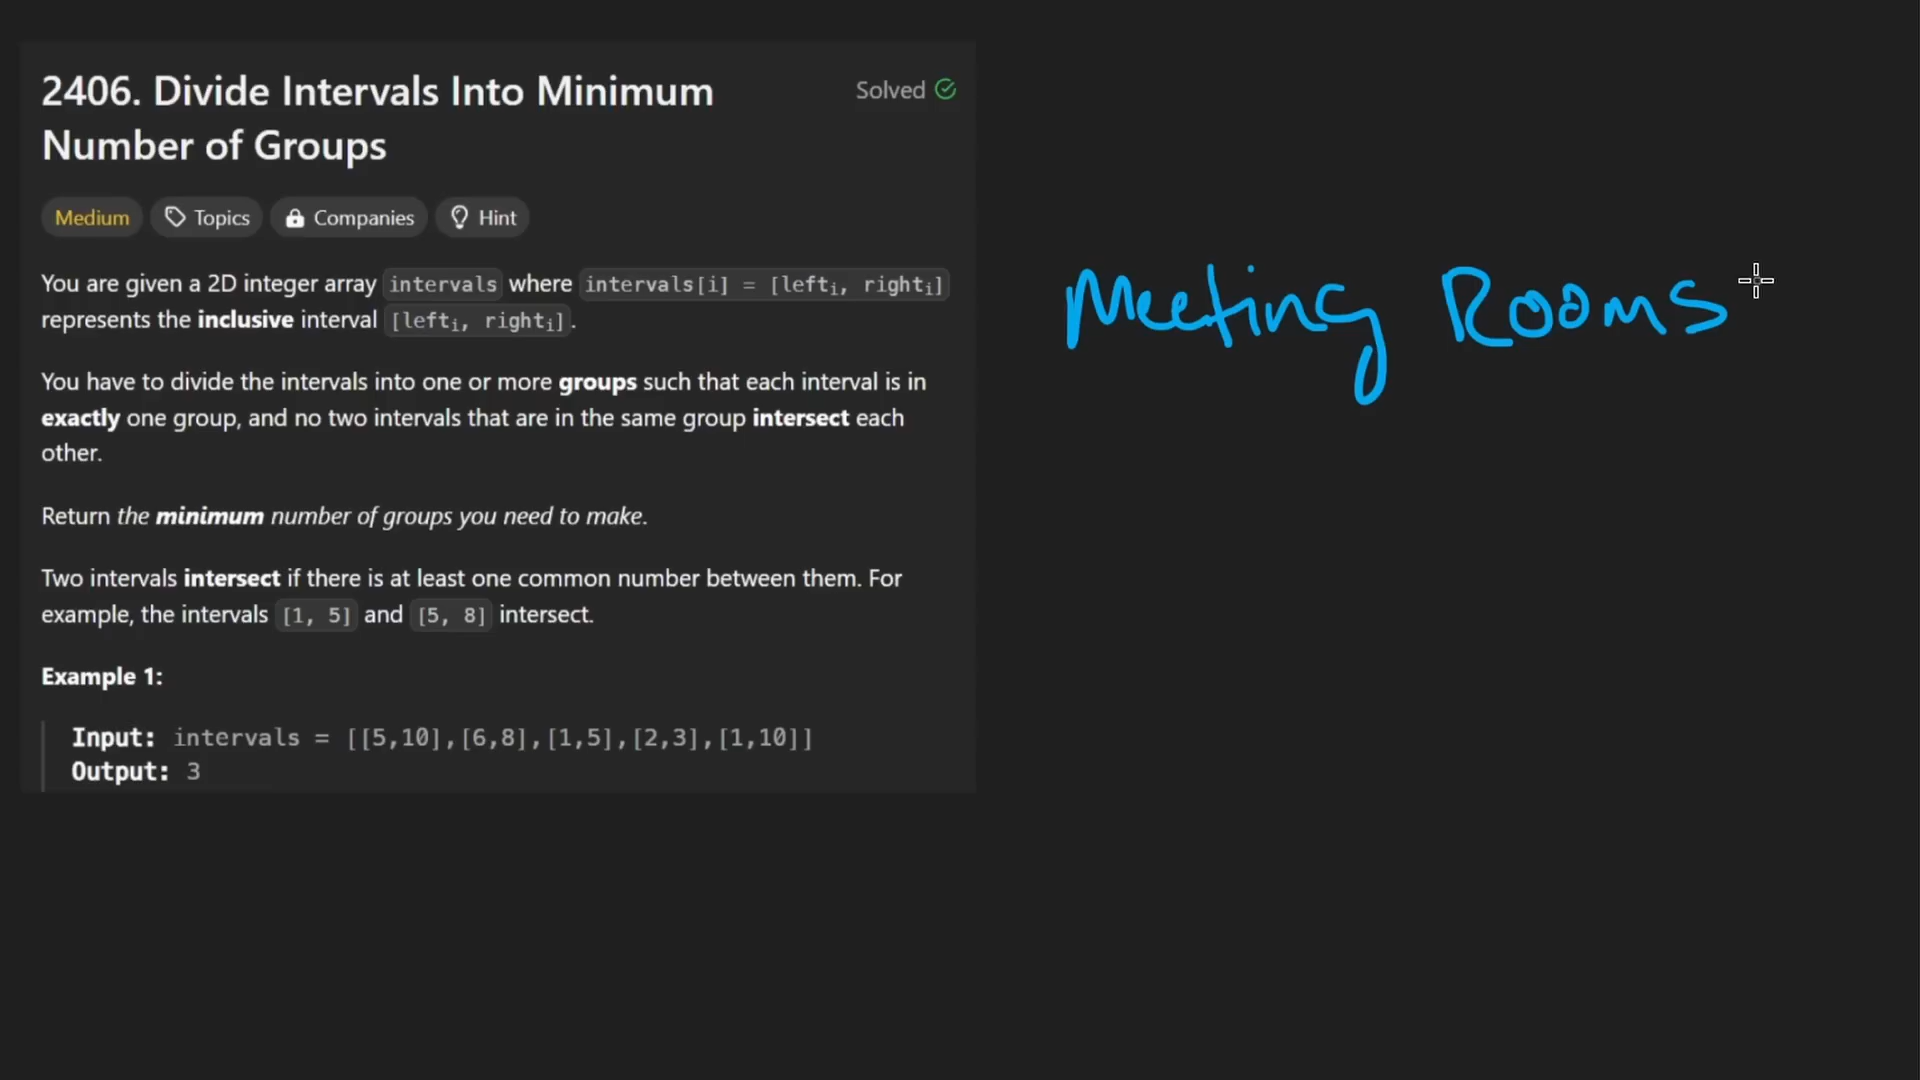 2406. Divide Intervals Into Minimum
Number of Groups
Solved
Medium Topics Companies Hint
You are given a 2D integer array intervals where intervals[i] = [leftᵢ, rightᵢ]
represents the inclusive interval [leftᵢ, rightᵢ].
You have to divide the intervals into one or more groups such that each interval is in
exactly one group, and no two intervals that are in the same group intersect each
other.
Return the minimum number of groups you need to make.
Two intervals intersect if there is at least one common number between them. For
example, the intervals [1, 5] and [5, 8] intersect.
Example 1:
Input: intervals = [[5,10],[6,8],[1,5],[2,3],[1,10]]
Output: 3
Meeting Rooms